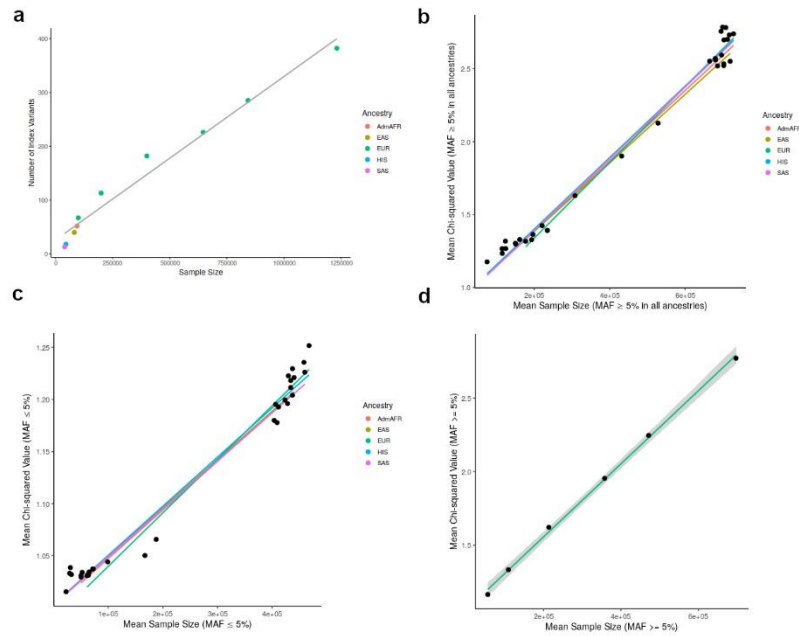 a
400
300
200
100
0
Number of Index Variants
0
250000
500000
750000
1000000
1250000
Sample Size
Ancestry
AdmAFR
EAS
EUR
HIS
SAS
b
2.5
2.0
1.5
1.0
Mean Chi-squared Value (MAF ≥ 5% in all ancestries)
2e+05
4e+05
6e+05
Mean Sample Size (MAF ≥ 5% in all ancestries)
Ancestry
AdmAFR
EAS
EUR
HIS
SAS
c
1.25
1.20
1.15
1.10
1.05
Mean Chi-squared Value (MAF ≤ 5%)
1e+05
2e+05
3e+05
4e+05
Mean Sample Size (MAF ≤ 5%)
Ancestry
AdmAFR
EAS
EUR
HIS
SAS
d
2.5
2.0
1.5
Mean Chi-squared Value (MAF >= 5%)
2e+05
4e+05
6e+05
Mean Sample Size (MAF >= 5%)